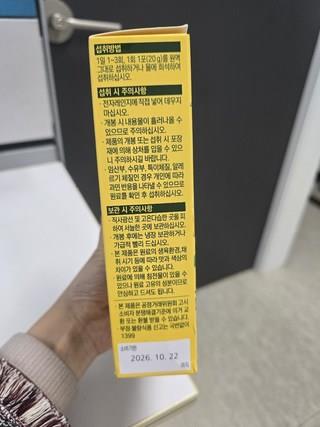 섭취방법
1일 1~3회, 1회 1포(20g)를 원액
그대로 섭취하거나 물에 희석하여
섭취하십시오.
섭취 시 주의사항
· 전자레인지에 직접 넣어 데우지
마십시오.
· 개봉 시 내용물이 흘러나올 수
있으므로 주의하십시오.
· 제품의 개봉 또는 섭취 시 포장
재에 의해 상처를 입을 수 있으
니 주의하시길 바랍니다.
· 임산부, 수유부, 특이체질, 알레
르기 체질인 경우 개인에 따라
과민 반응을 나타낼 수 있으므로
원료를 확인 후 섭취하십시오.
보관 시 주의사항
· 직사광선 및 고온다습한 곳을 피
하여 서늘한 곳에 보관하십시오.
· 개봉 후에는 냉장 보관하거나
가급적 빨리 드십시오.
· 본 제품은 원료의 생육환경, 채
취 시기 등에 따라 맛과 색상의
차이가 있을 수 있습니다.
· 원료에 의해 침전물이 있을 수
있으나 원료 고유의 성분이므로
안심하고 드셔도 됩니다.
· 본 제품은 공정거래위원회 고시
소비자 분쟁해결기준에 의거 교
환 또는 환불 받을 수 있습니다.
· 부정·불량식품 신고는 국번없이
1399
소비기한
2026. 10. 22